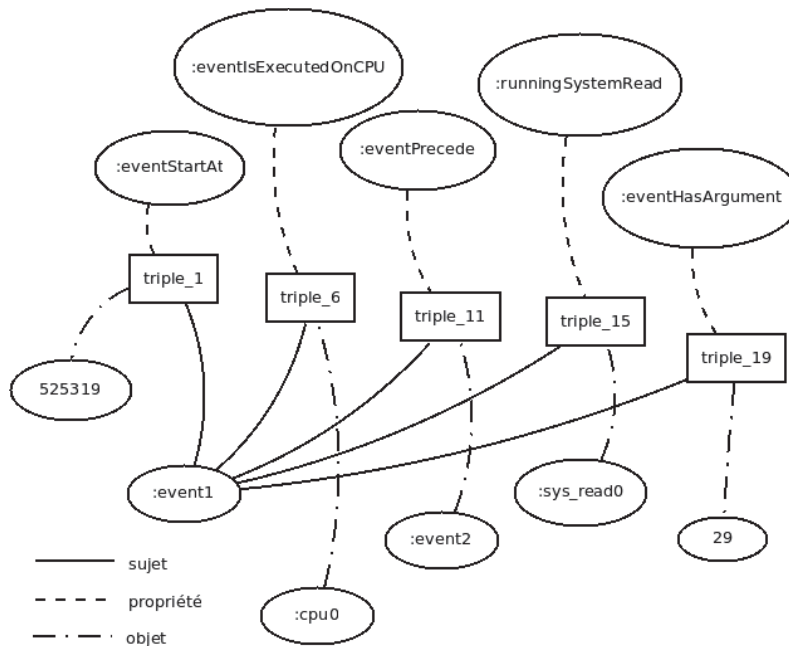 :eventIsExecutedOnCPU
:runningSystemRead
:eventPrecede
:eventStartAt
:eventHasArgument
triple_1
triple_6
triple_11
triple_15
triple_19
525319
:event1
:sys_read0
:event2
29
:cpu0
sujet
propriété
objet